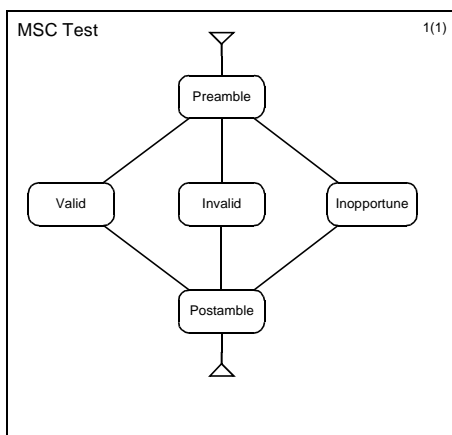 MSC Test
1(1)
Preamble
Valid
Invalid
Inopportune
Postamble